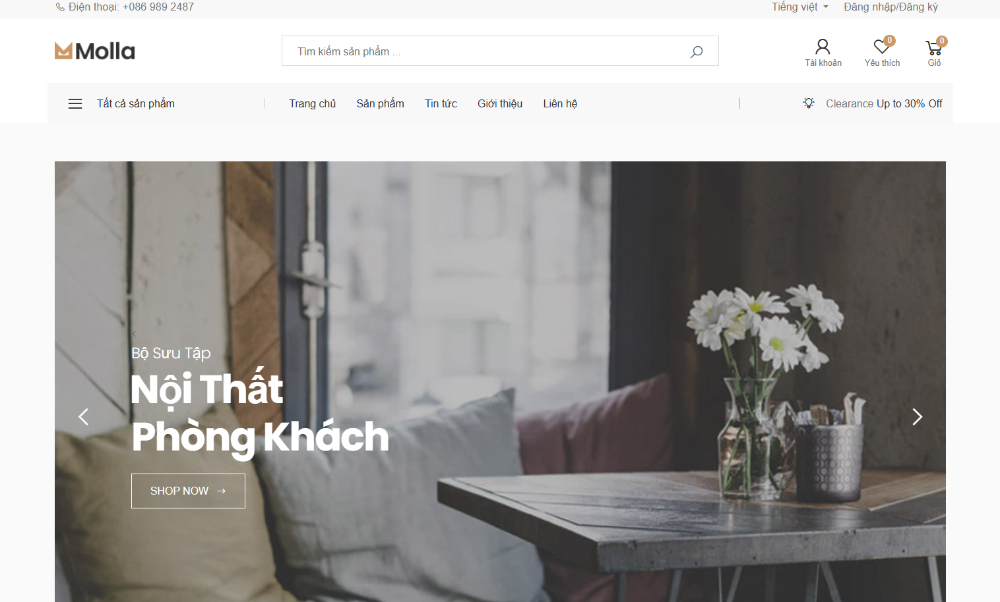 Điện thoại: +086 989 2487
Tiếng việt
Đăng nhập/Đăng ký
Molla
Tìm kiếm sản phẩm ...
0
0
Tài khoản
Yêu thích
Giỏ
Tất cả sản phẩm
Trang chủ
Sản phẩm
Tin tức
Giới thiệu
Liên hệ
Clearance Up to 30% Off
<
Bộ Sưu Tập
Nội Thất
Phòng Khách
SHOP NOW →